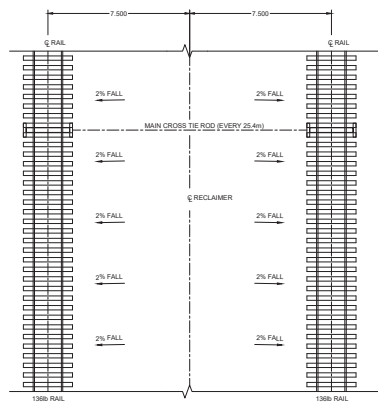 7.500 7.500
℄ RAIL ℄ RAIL
2% FALL 2% FALL
MAIN CROSS TIE ROD (EVERY 25.4m)
2% FALL 2% FALL
℄ RECLAIMER
2% FALL 2% FALL
2% FALL 2% FALL
2% FALL 2% FALL
136lb RAIL 136lb RAIL